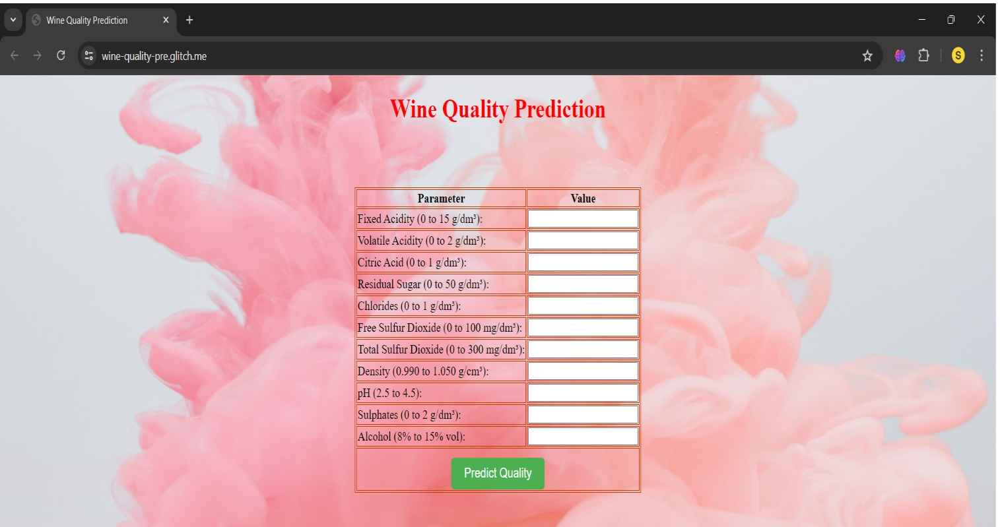 Wine Quality Prediction
wine-quality-pre.glitch.me
S
Wine Quality Prediction
Parameter Value
Fixed Acidity (0 to 15 g/dm³):
Volatile Acidity (0 to 2 g/dm³):
Citric Acid (0 to 1 g/dm³):
Residual Sugar (0 to 50 g/dm³):
Chlorides (0 to 1 g/dm³):
Free Sulfur Dioxide (0 to 100 mg/dm³):
Total Sulfur Dioxide (0 to 300 mg/dm³):
Density (0.990 to 1.050 g/cm³):
pH (2.5 to 4.5):
Sulphates (0 to 2 g/dm³):
Alcohol (8% to 15% vol):
Predict Quality